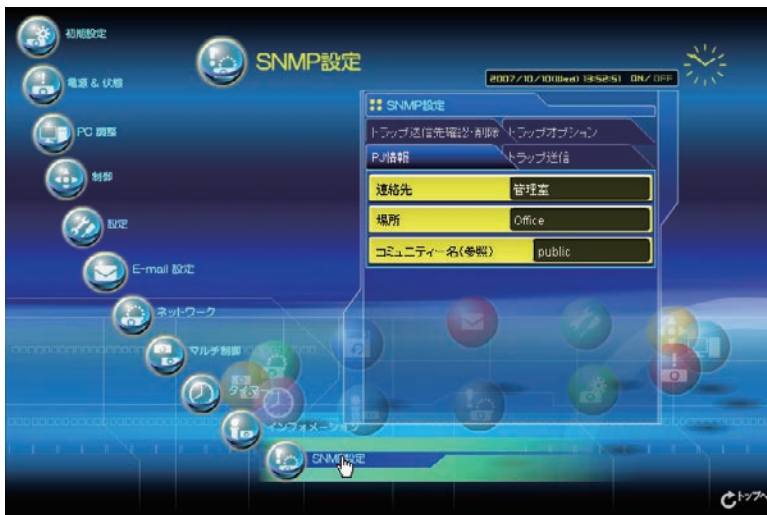 初期設定
SNMP設定
電源 & 状態
2007/10/10(Wed) 13:52:51 ON/OFF
PC 調整
制御
設定
E-mail 設定
ネットワーク
マルチ制御
タイマ
インフォメーション
SNMP設定
SNMP設定
トラップ送信先確認・削除
トラップオプション
PJ情報
トラップ送信
連絡先
管理室
場所
Office
コミュニティー名(参照)
public
トップへ